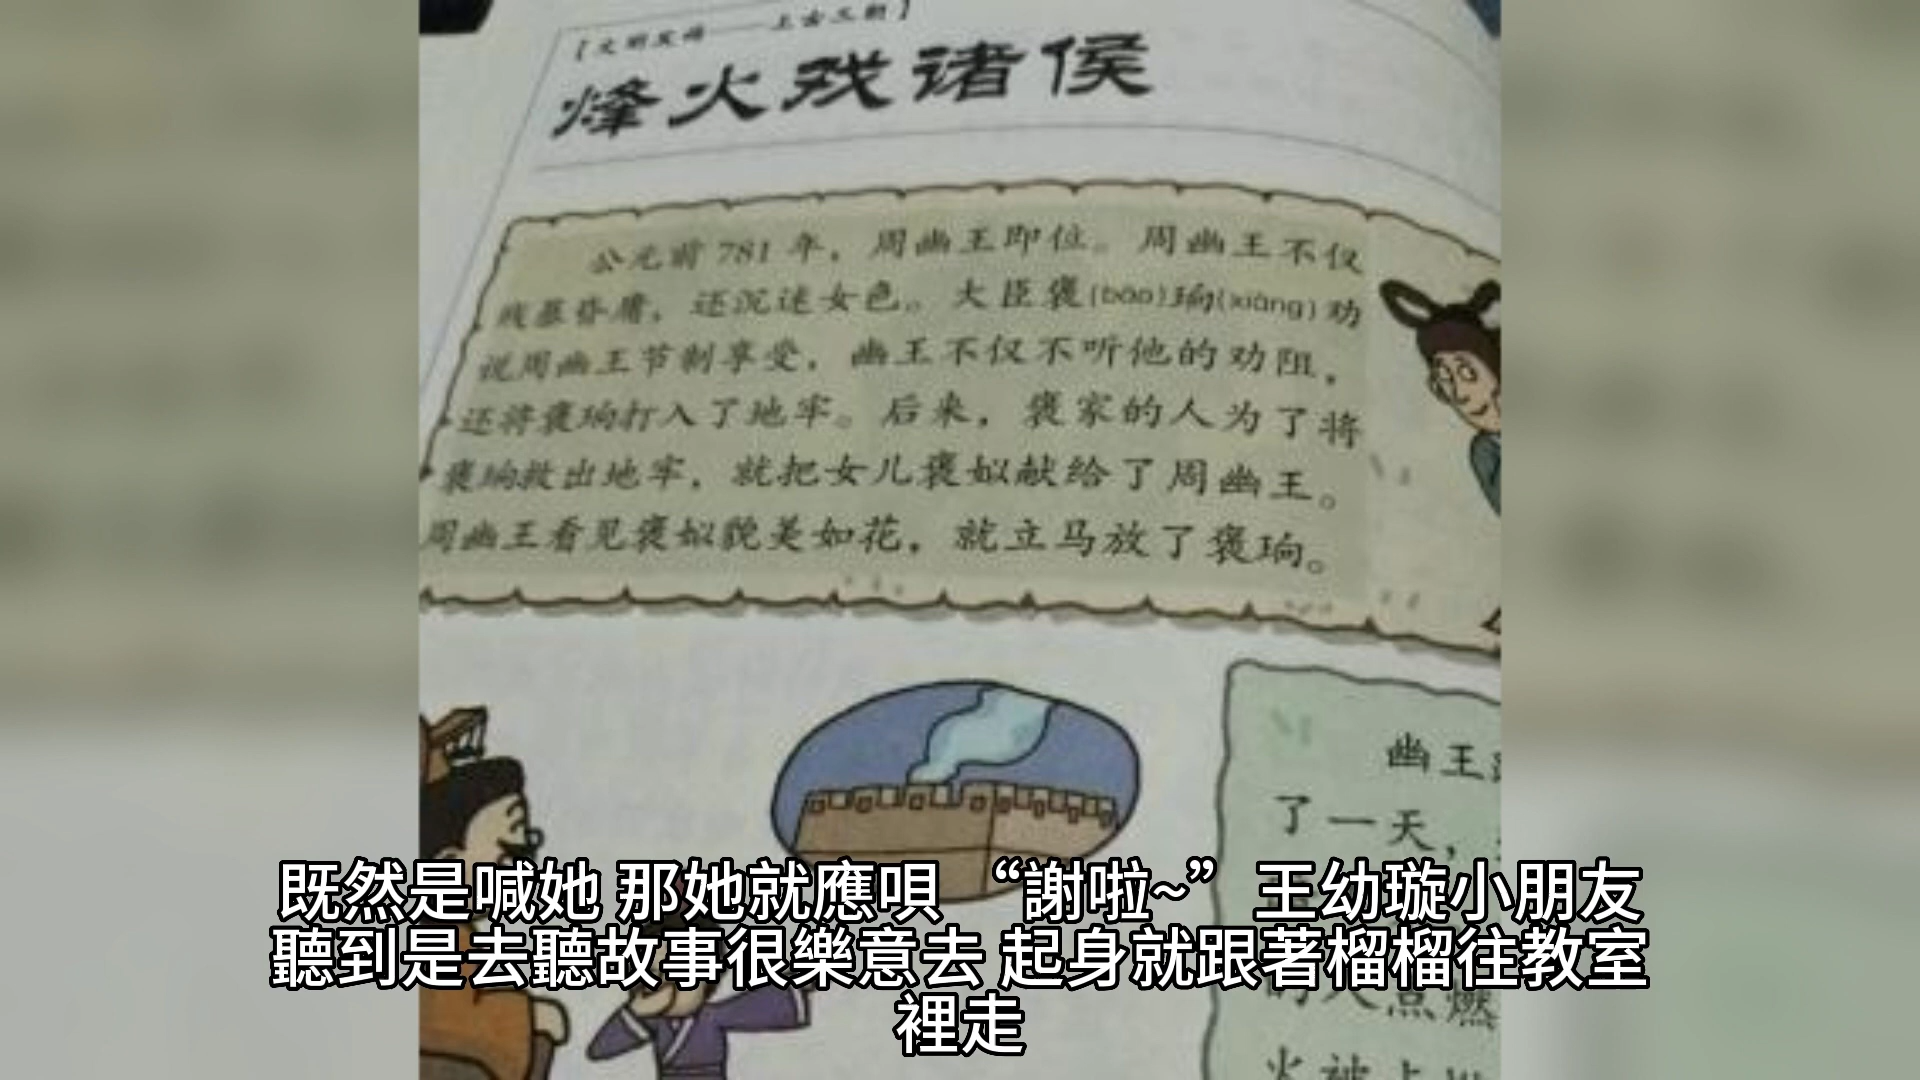 烽火戏诸侯
公元前781年，周幽王即位。周幽王不仅
残暴昏庸，还沉迷女色。大臣褒(bāo)珦(xiàng)劝
说周幽王节制享受，幽王不仅不听他的劝阻，
还将褒珦打入了地牢。后来，褒家的人为了将
褒珦救出地牢，就把女儿褒姒献给了周幽王。
周幽王看见褒姒貌美如花，就立马放了褒珦。
幽王
了一天，
既然是喊她 那她就應唄 “謝啦~” 王幼璇小朋友
聽到是去聽故事很樂意去 起身就跟著榴榴往教室
裡走